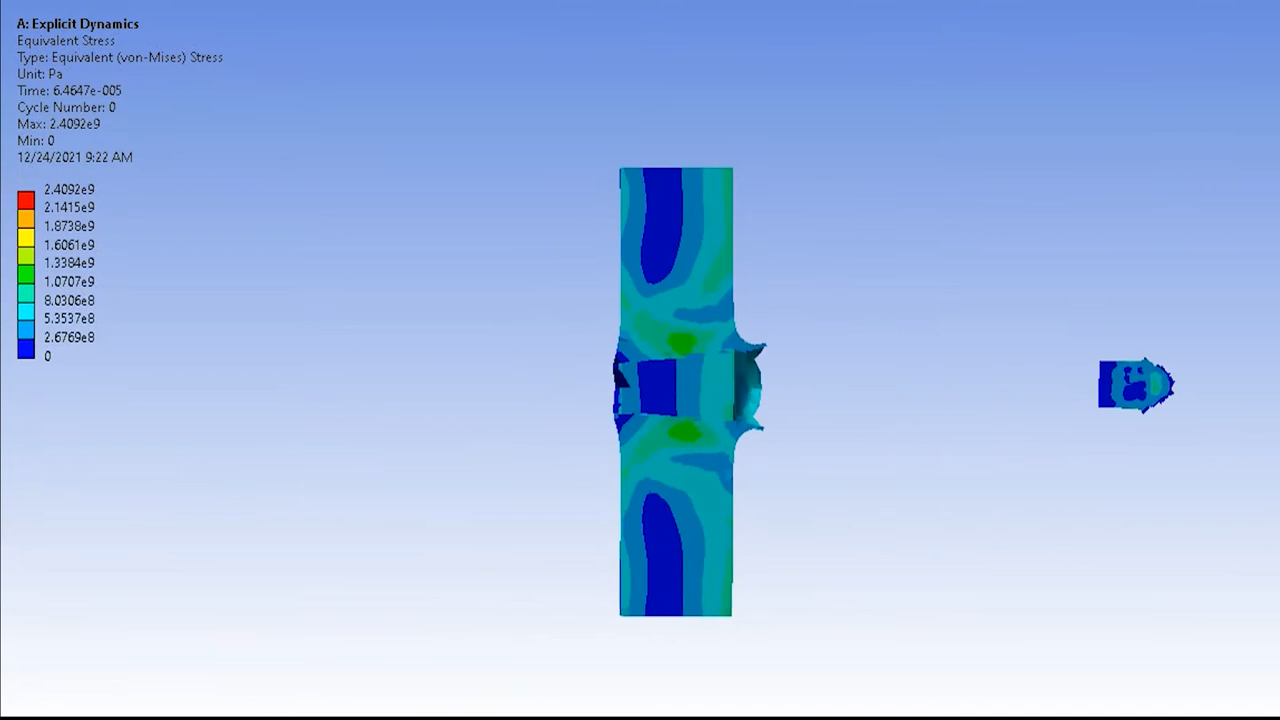 A: Explicit Dynamics
Equivalent Stress
Type: Equivalent (von-Mises) Stress
Unit: Pa
Time: 6.4647e-005
Cycle Number: 0
Max: 2.4092e9
Min: 0
12/24/2021 9:22 AM
2.4092e9
2.1415e9
1.8738e9
1.6061e9
1.3384e9
1.0707e9
8.0306e8
5.3537e8
2.6769e8
0